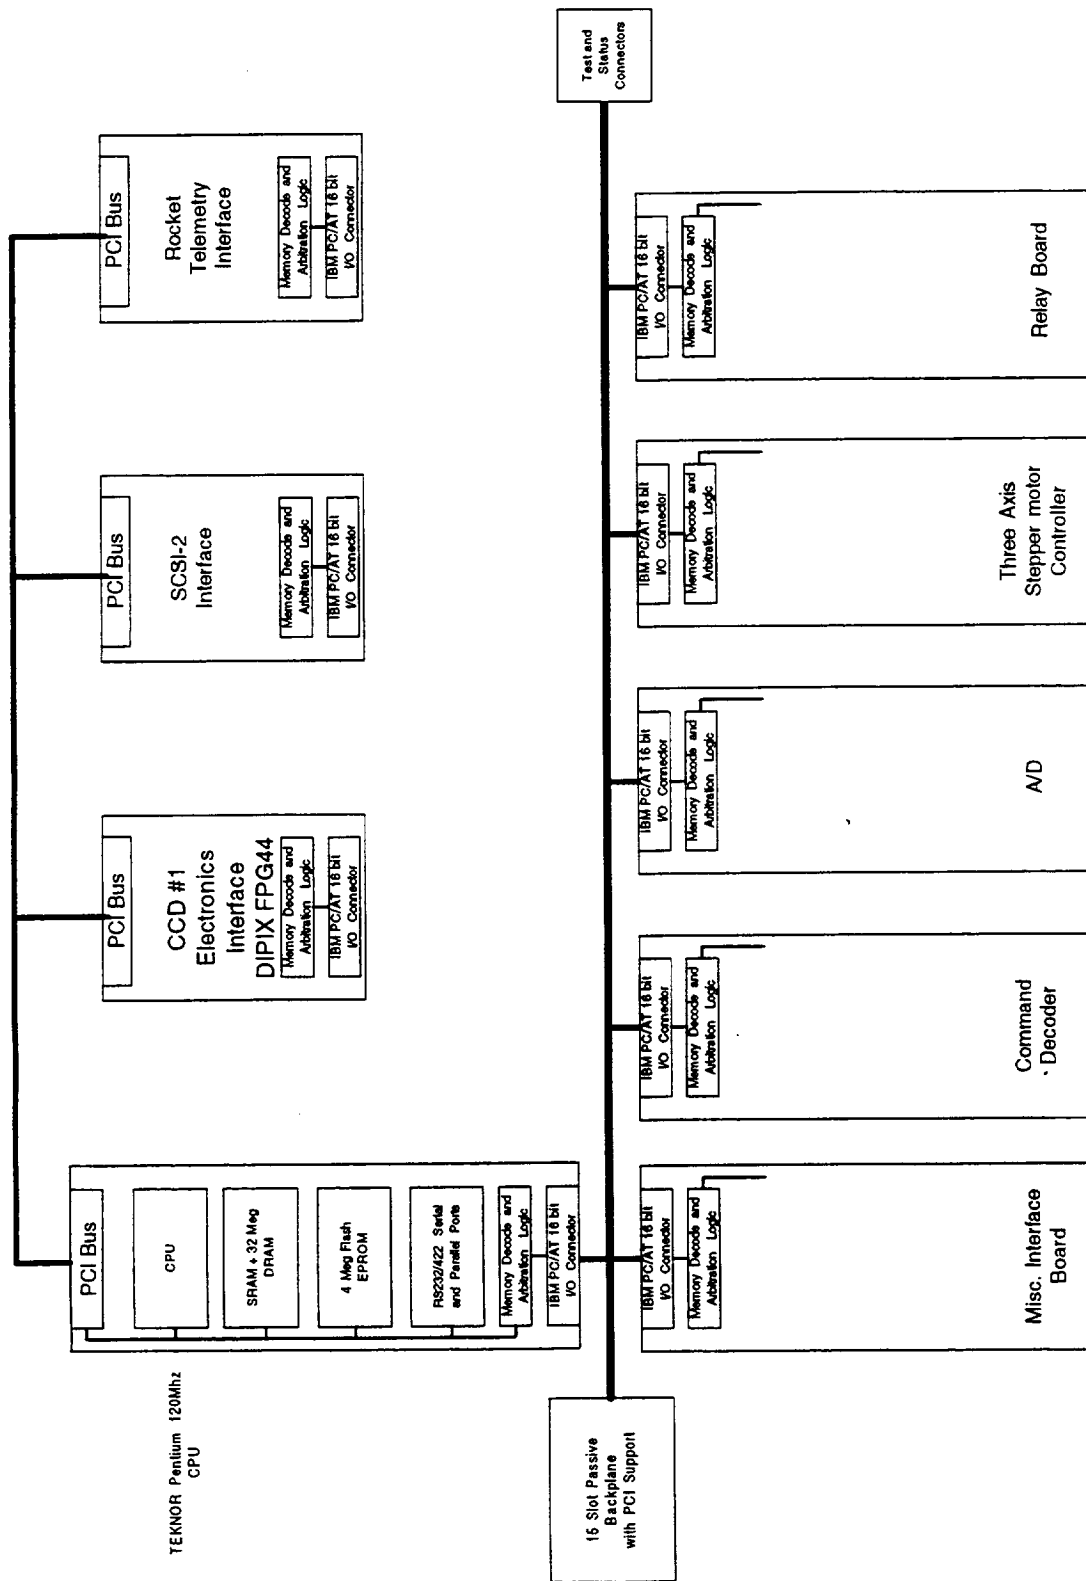 TEKNOR Pentium 120Mhz
CPU
PCI Bus
CPU
SRAM + 32 Meg
DRAM
4 Meg Flash
EPROM
RS232/422 Serial
and Parallel Ports
Memory Decode and
Arbitration Logic
IBM PC/AT 16 bit
I/O Connector
PCI Bus
CCD #1
Electronics
Interface
DIPIX FPG44
Memory Decode and
Arbitration Logic
IBM PC/AT 16 bit
I/O Connector
PCI Bus
SCSI-2
Interface
Memory Decode and
Arbitration Logic
IBM PC/AT 16 bit
I/O Connector
PCI Bus
Rocket
Telemetry
Interface
Memory Decode and
Arbitration Logic
IBM PC/AT 16 bit
I/O Connector
15 Slot Passive
Backplane
with PCI Support
Test and
Status
Connectors
IBM PC/AT 16 bit
I/O Connector
Memory Decode and
Arbitration Logic
Misc. Interface
Board
IBM PC/AT 16 bit
I/O Connector
Memory Decode and
Arbitration Logic
Command
Decoder
IBM PC/AT 16 bit
I/O Connector
Memory Decode and
Arbitration Logic
A/D
IBM PC/AT 16 bit
I/O Connector
Memory Decode and
Arbitration Logic
Three Axis
Stepper motor
Controller
IBM PC/AT 16 bit
I/O Connector
Memory Decode and
Arbitration Logic
Relay Board